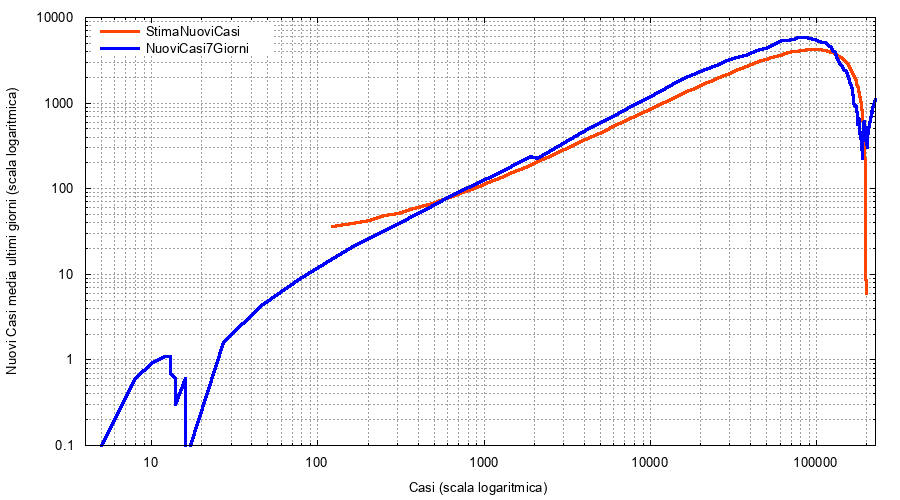 10000
StimaNuoviCasi
NuoviCasi7Giorni
1000
100
10
1
0.1
Nuovi Casi media ultimi giorni (scala logaritmica)
10 100 1000 10000 100000
Casi (scala logaritmica)